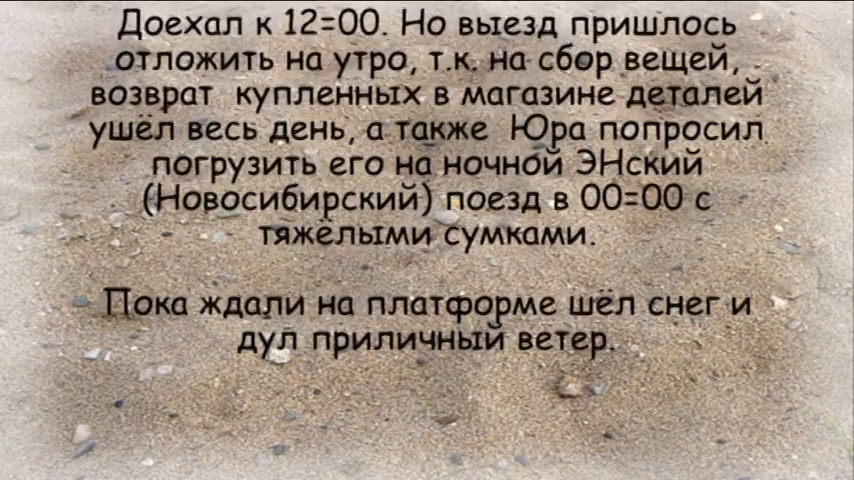 Доехал к 12=00. Но выезд пришлось
отложить на утро, т.к. на сбор вещей,
возврат купленных в магазине деталей
ушёл весь день, а также Юра попросил
погрузить его на ночной ЭНский
(Новосибирский) поезд в 00=00 с
тяжёлыми сумками.
Пока ждали на платформе шёл снег и
дул приличный ветер.